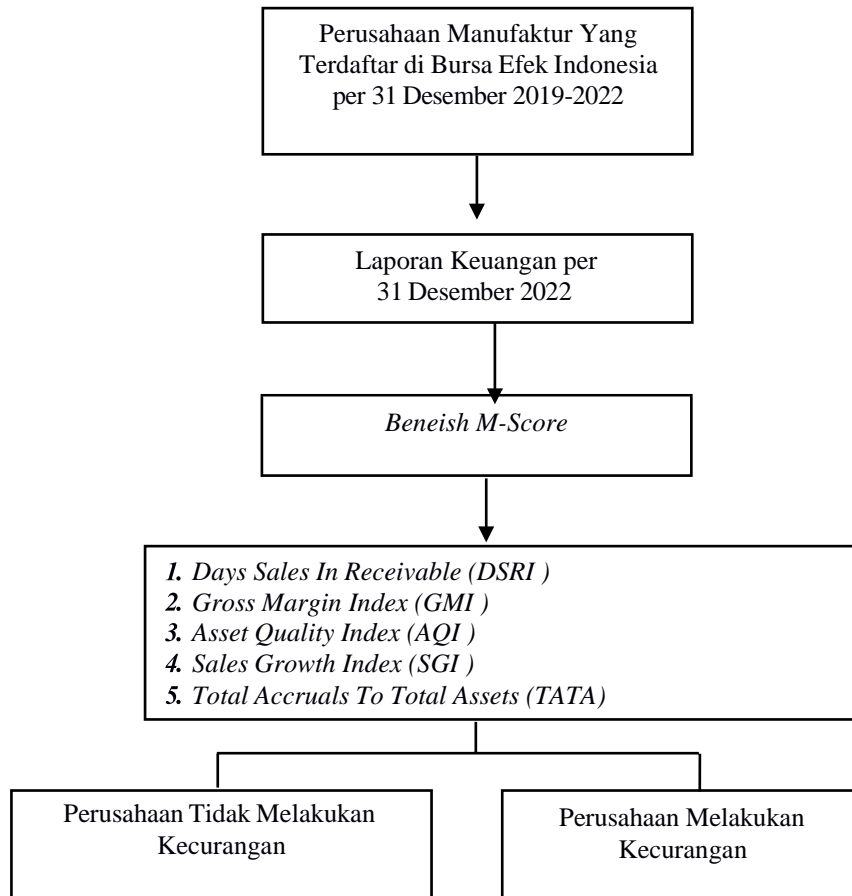 Perusahaan Manufaktur Yang
Terdaftar di Bursa Efek Indonesia
per 31 Desember 2019-2022
Laporan Keuangan per
31 Desember 2022
Beneish M-Score
1. Days Sales In Receivable (DSRI )
2. Gross Margin Index (GMI )
3. Asset Quality Index (AQI )
4. Sales Growth Index (SGI )
5. Total Accruals To Total Assets (TATA)
Perusahaan Tidak Melakukan
Kecurangan
Perusahaan Melakukan
Kecurangan